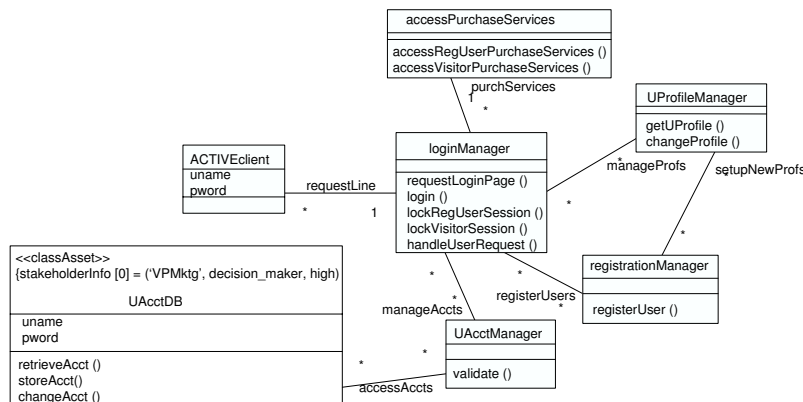 accessPurchaseServices
accessRegUserPurchaseServices ()
accessVisitorPurchaseServices ()
purchServices
1
*
UProfileManager
getUProfile ()
changeProfile ()
loginManager
requestLoginPage ()
login ()
lockRegUserSession ()
lockVisitorSession ()
handleUserRequest ()
ACTIVEclient
uname
pword
requestLine
*
1
*
manageProfs
*
*
setupNewProfs
*
<<classAsset>>
{stakeholderInfo [0] = (‘VPMktg’, decision_maker, high)
UAcctDB
uname
pword
retrieveAcct ()
storeAcct()
changeAcct ()
*
*
manageAccts
*
registerUsers
*
registrationManager
registerUser ()
UAcctManager
validate ()
*
*
accessAccts